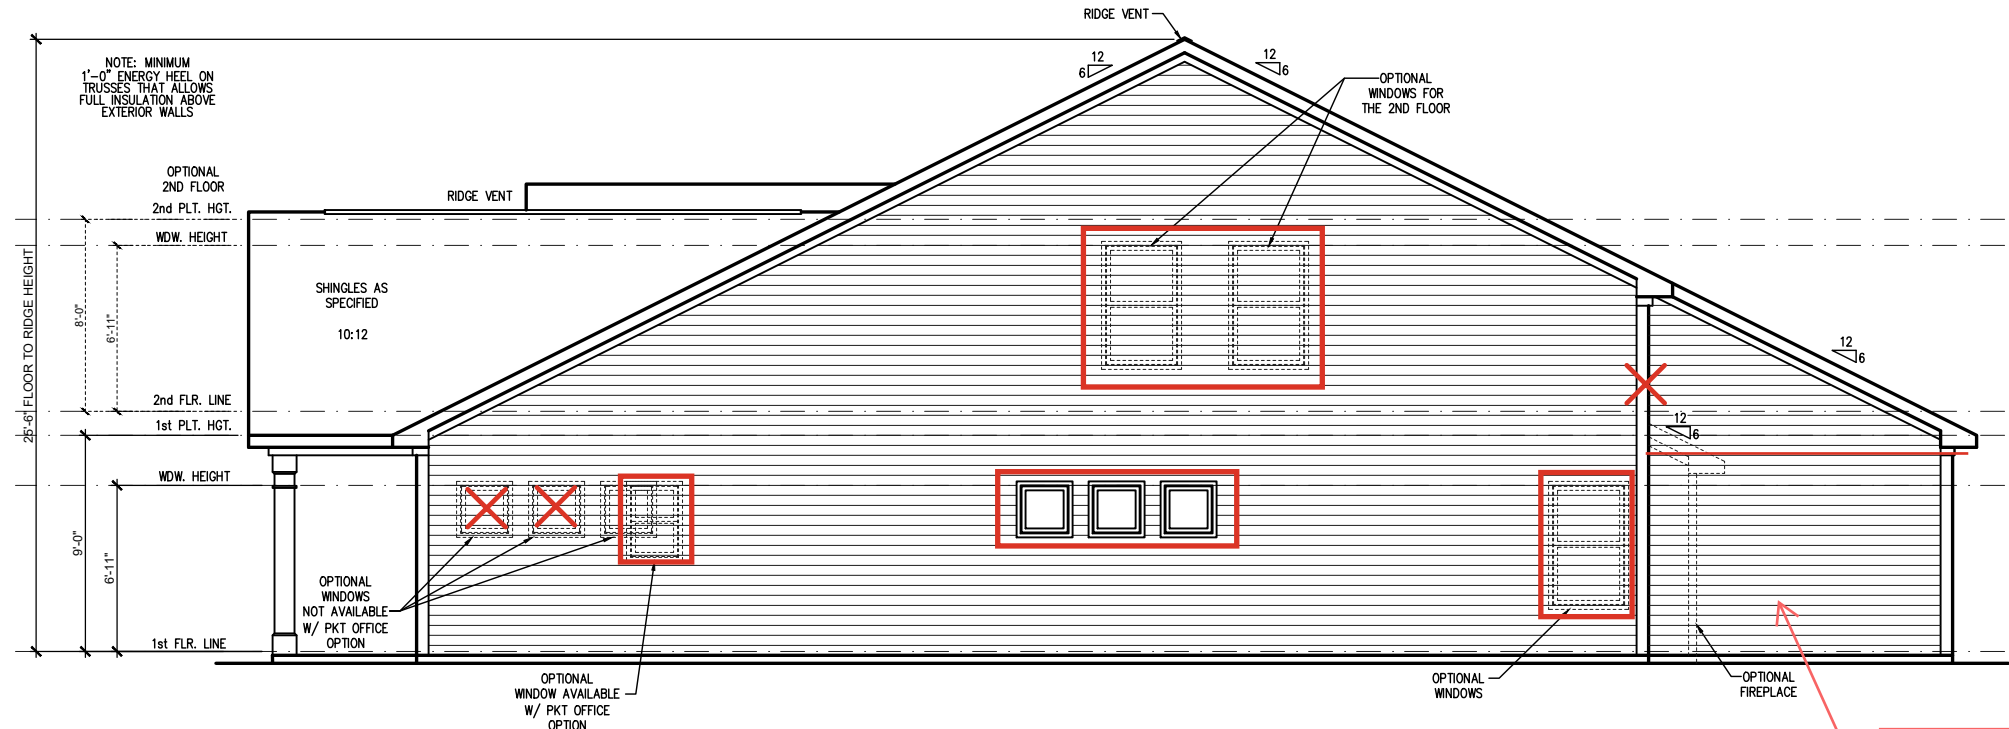 RIDGE VENT
12
6
12
6
NOTE: MINIMUM
1'-0" ENERGY HEEL ON
TRUSSES THAT ALLOWS
FULL INSULATION ABOVE
EXTERIOR WALLS
OPTIONAL
WINDOWS FOR
THE 2ND FLOOR
OPTIONAL
2ND FLOOR
2nd PLT. HGT.
RIDGE VENT
WDW. HEIGHT
SHINGLES AS
SPECIFIED
10:12
25'-6" FLOOR TO RIDGE HEIGHT
8'-0"
6'-11"
12
6
2nd FLR. LINE
1st PLT. HGT.
12
6
WDW. HEIGHT
9'-0"
6'-11"
OPTIONAL
WINDOWS
NOT AVAILABLE
W/ PKT OFFICE
OPTION
1st FLR. LINE
OPTIONAL
WINDOW AVAILABLE
W/ PKT OFFICE
OPTION
OPTIONAL
WINDOWS
OPTIONAL
FIREPLACE